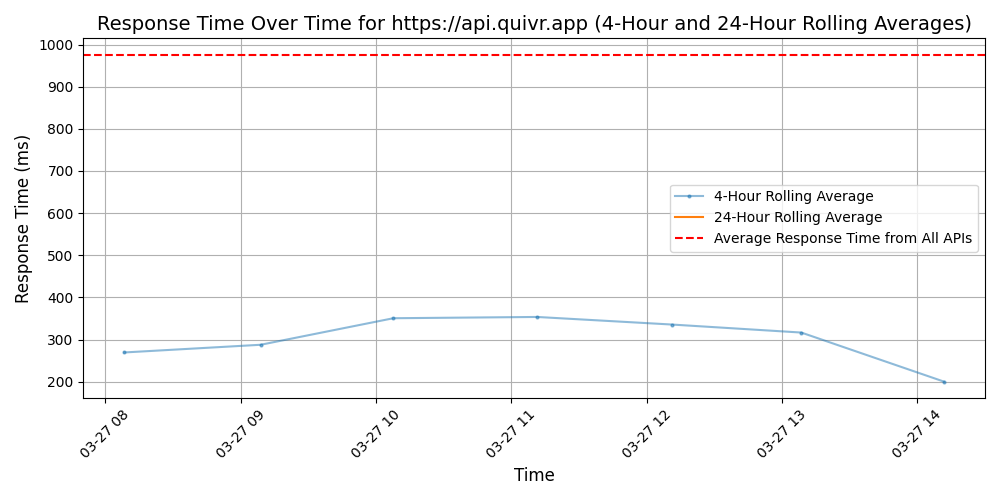 Response Time Over Time for https://api.quivr.app (4-Hour and 24-Hour Rolling Averages)
Response Time (ms)
1000
900
800
700
600
500
400
300
200
4-Hour Rolling Average
24-Hour Rolling Average
Average Response Time from All APIs
03-27 08
03-27 09
03-27 10
03-27 11
03-27 12
03-27 13
03-27 14
Time